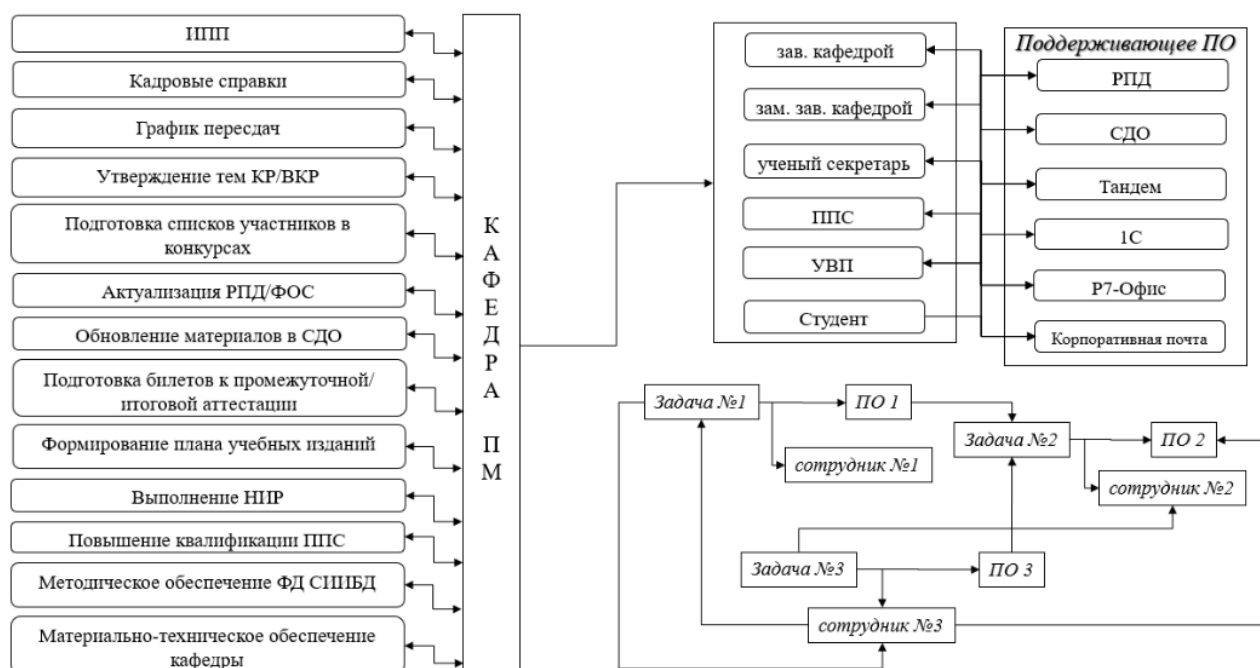 ИПП
Кадровые справки
График пересдач
Утверждение тем КР/ВКР
Подготовка списков участников в
конкурсах
Актуализация РПД/ФОС
Обновление материалов в СДО
Подготовка билетов к промежуточной/
итоговой аттестации
Формирование плана учебных изданий
Выполнение НИР
Повышение квалификации ППС
Методическое обеспечение ФД СИИБД
Материально-техническое обеспечение
кафедры
КАФЕДРА ПМ
зав. кафедрой
зам. зав. кафедрой
ученый секретарь
ППС
УВП
Студент
Поддерживающее ПО
РПД
СДО
Тандем
1С
Р7-Офис
Корпоративная почта
Задача №1
ПО 1
сотрудник №1
Задача №2
ПО 2
сотрудник №2
Задача №3
ПО 3
сотрудник №3